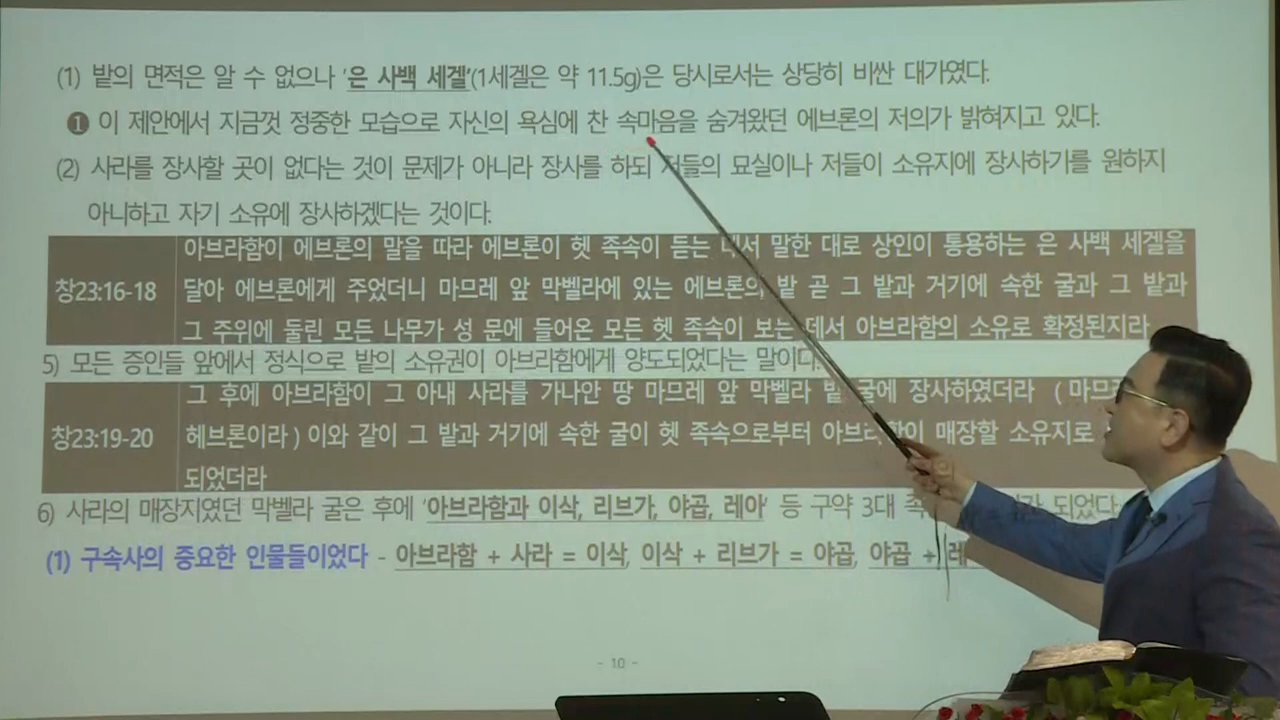 (1) 밭의 면적은 알 수 없으나 '은 사백 세겔'(1세겔은 약 11.5g)은 당시로서는 상당히 비싼 대가였다.
❶ 이 제안에서 지금껏 정중한 모습으로 자신의 욕심에 찬 속마음을 숨겨왔던 에브론의 저의가 밝혀지고 있다.
(2) 사라를 장사할 곳이 없다는 것이 문제가 아니라 장사를 하되 저들의 묘실이나 저들이 소유지에 장사하기를 원하지
아니하고 자기 소유에 장사하겠다는 것이다.
아브라함이 에브론의 말을 따라 에브론이 헷 족속이 듣는 데서 말한 대로 상인이 통용하는 은 사백 세겔을
창23:16-18 달아 에브론에게 주었더니 마므레 앞 막벨라에 있는 에브론의 밭 곧 그 밭과 거기에 속한 굴과 그 밭과
그 주위에 둘린 모든 나무가 성 문에 들어온 모든 헷 족속이 보는 데서 아브라함의 소유로 확정된지라
5) 모든 증인들 앞에서 정식으로 밭의 소유권이 아브라함에게 양도되었다는 말이다.
그 후에 아브라함이 그 아내 사라를 가나안 땅 마므레 앞 막벨라 밭 굴에 장사하였더라 (마므
창23:19-20 헤브론이라) 이와 같이 그 밭과 거기에 속한 굴이 헷 족속으로부터 아브라함이 매장할 소유지로
되었더라
6) 사라의 매장지였던 막벨라 굴은 후에 '아브라함과 이삭, 리브가, 야곱, 레아' 등 구약 3대 족 되었다
(1) 구속사의 중요한 인물들이었다 - 아브라함 + 사라 = 이삭, 이삭 + 리브가 = 야곱, 야곱 + 레
- 10 -